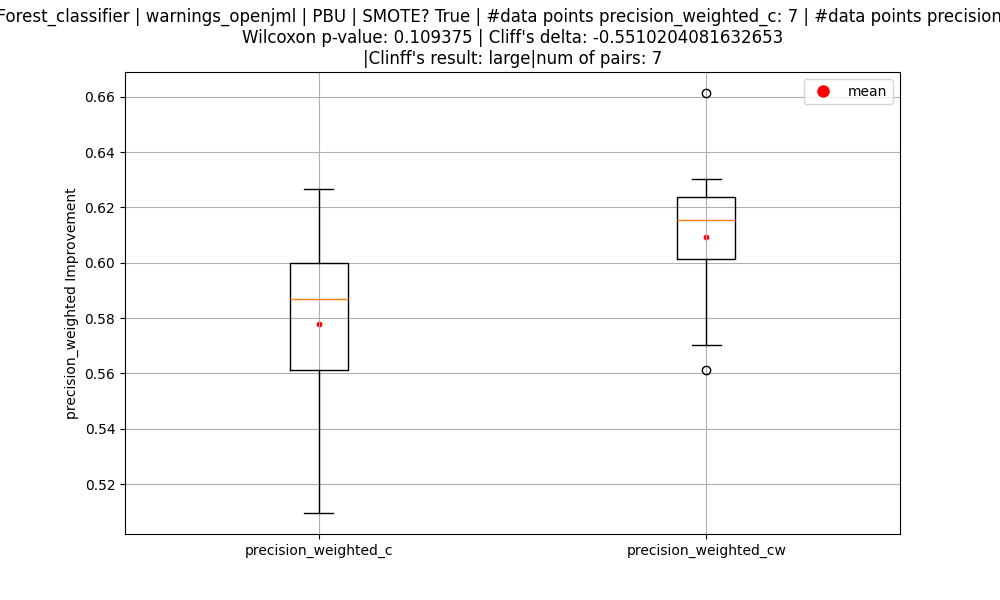 Forest_classifier | warnings_openjml | PBU | SMOTE? True | #data points precision_weighted_c: 7 | #data points precision
Wilcoxon p-value: 0.109375 | Cliff's delta: -0.5510204081632653
|Clinff's result: large|num of pairs: 7
mean
0.66
0.64
0.62
0.60
0.58
0.56
0.54
0.52
precision_weighted Improvement
precision_weighted_c
precision_weighted_cw